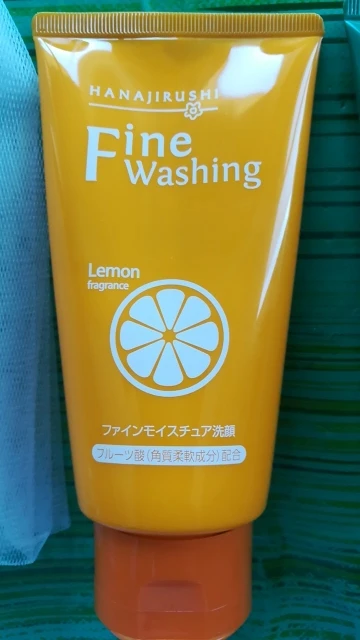 HANAJIRUSHI
Fine
Washing
Lemon
fragrance
ファインモイスチュア洗顔
フルーツ酸(角質柔軟成分)配合